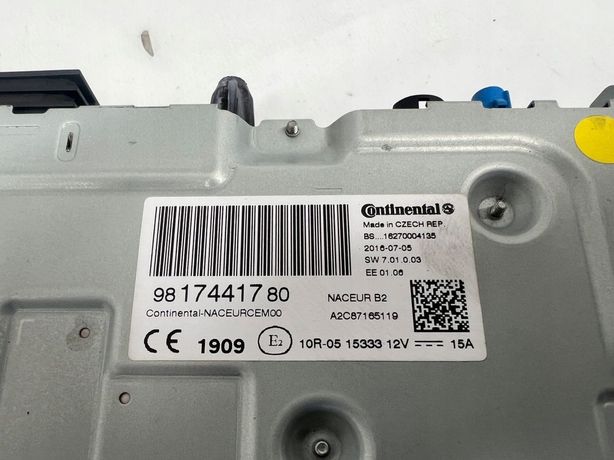 Continental
Made in CZECH REP.
BS....16270004135
2016-07-05
SW 7.01.0.03
EE 01.06
98 174417 80
NACEUR B2
Continental-NACEURCEM00
A2C87165119
CE 1909 E2 10R-05 15333 12V 15A